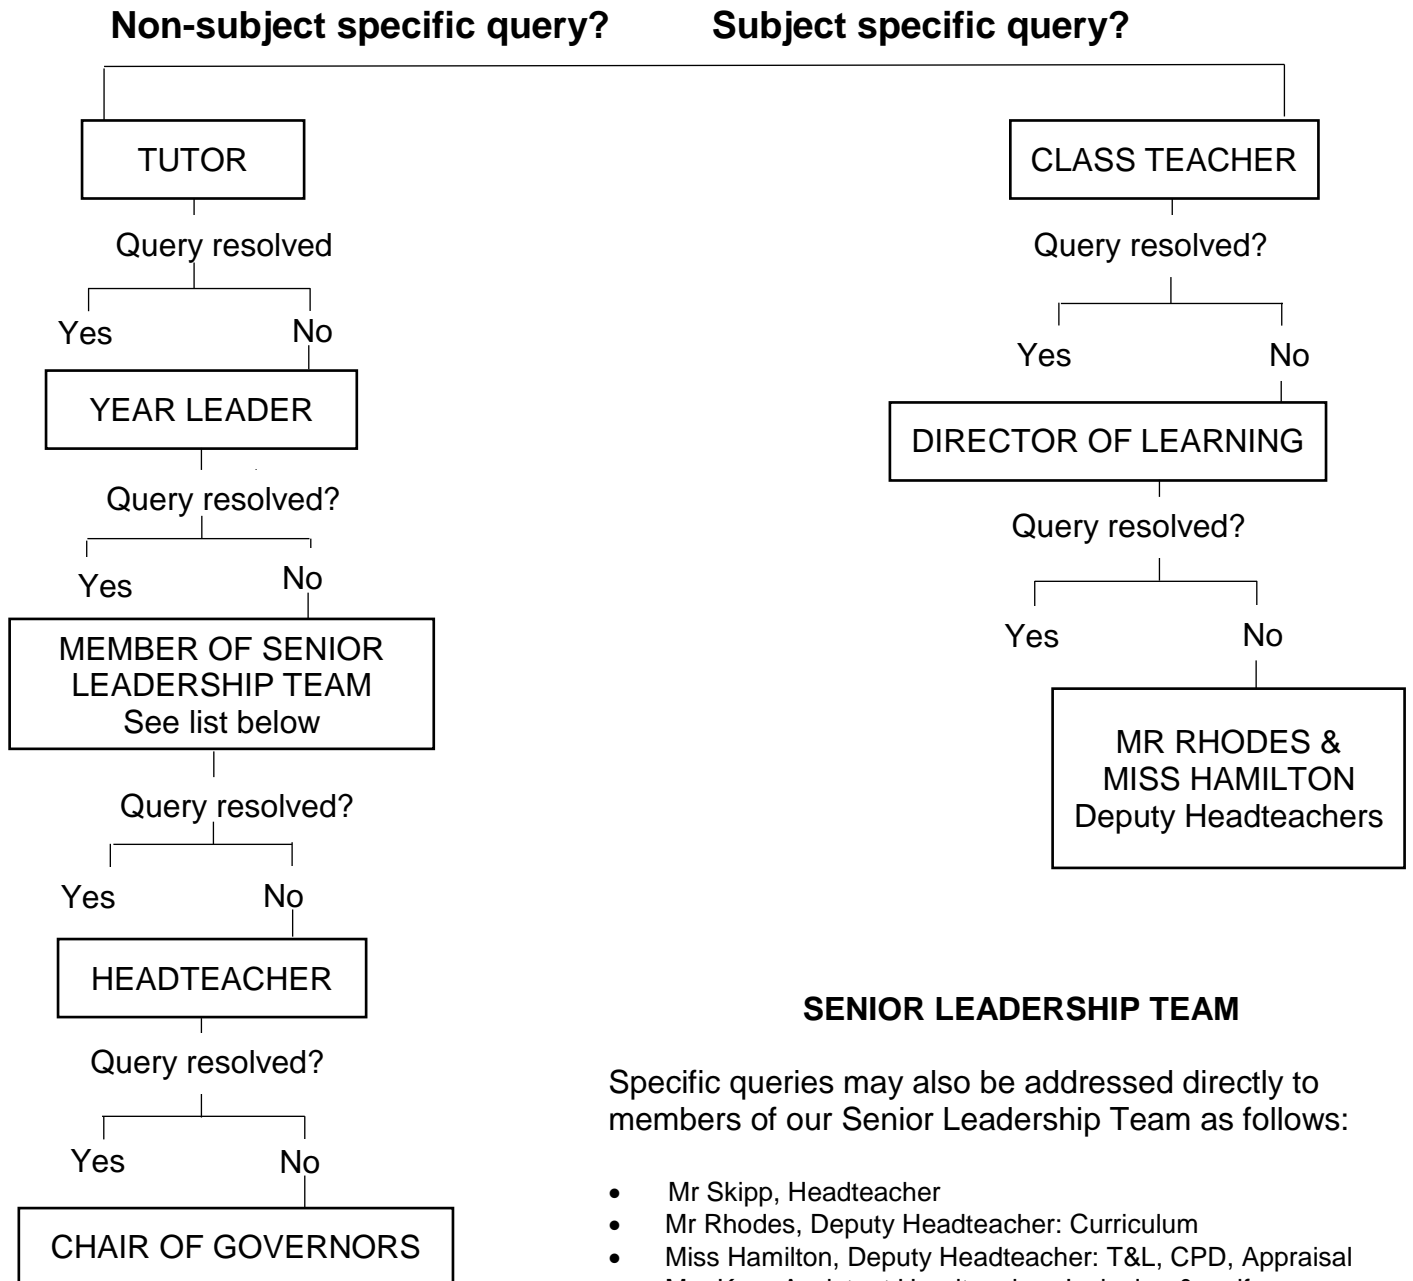 Non-subject specific query? Subject specific query?
TUTOR
Query resolved
Yes No
YEAR LEADER
Query resolved?
Yes No
MEMBER OF SENIOR
LEADERSHIP TEAM
See list below
Query resolved?
Yes No
HEADTEACHER
Query resolved?
Yes No
CHAIR OF GOVERNORS
CLASS TEACHER
Query resolved?
Yes No
DIRECTOR OF LEARNING
Query resolved?
Yes No
MR RHODES &
MISS HAMILTON
Deputy Headteachers
SENIOR LEADERSHIP TEAM
Specific queries may also be addressed directly to
members of our Senior Leadership Team as follows:
• Mr Skipp, Headteacher
• Mr Rhodes, Deputy Headteacher: Curriculum
• Miss Hamilton, Deputy Headteacher: T&L, CPD, Appraisal